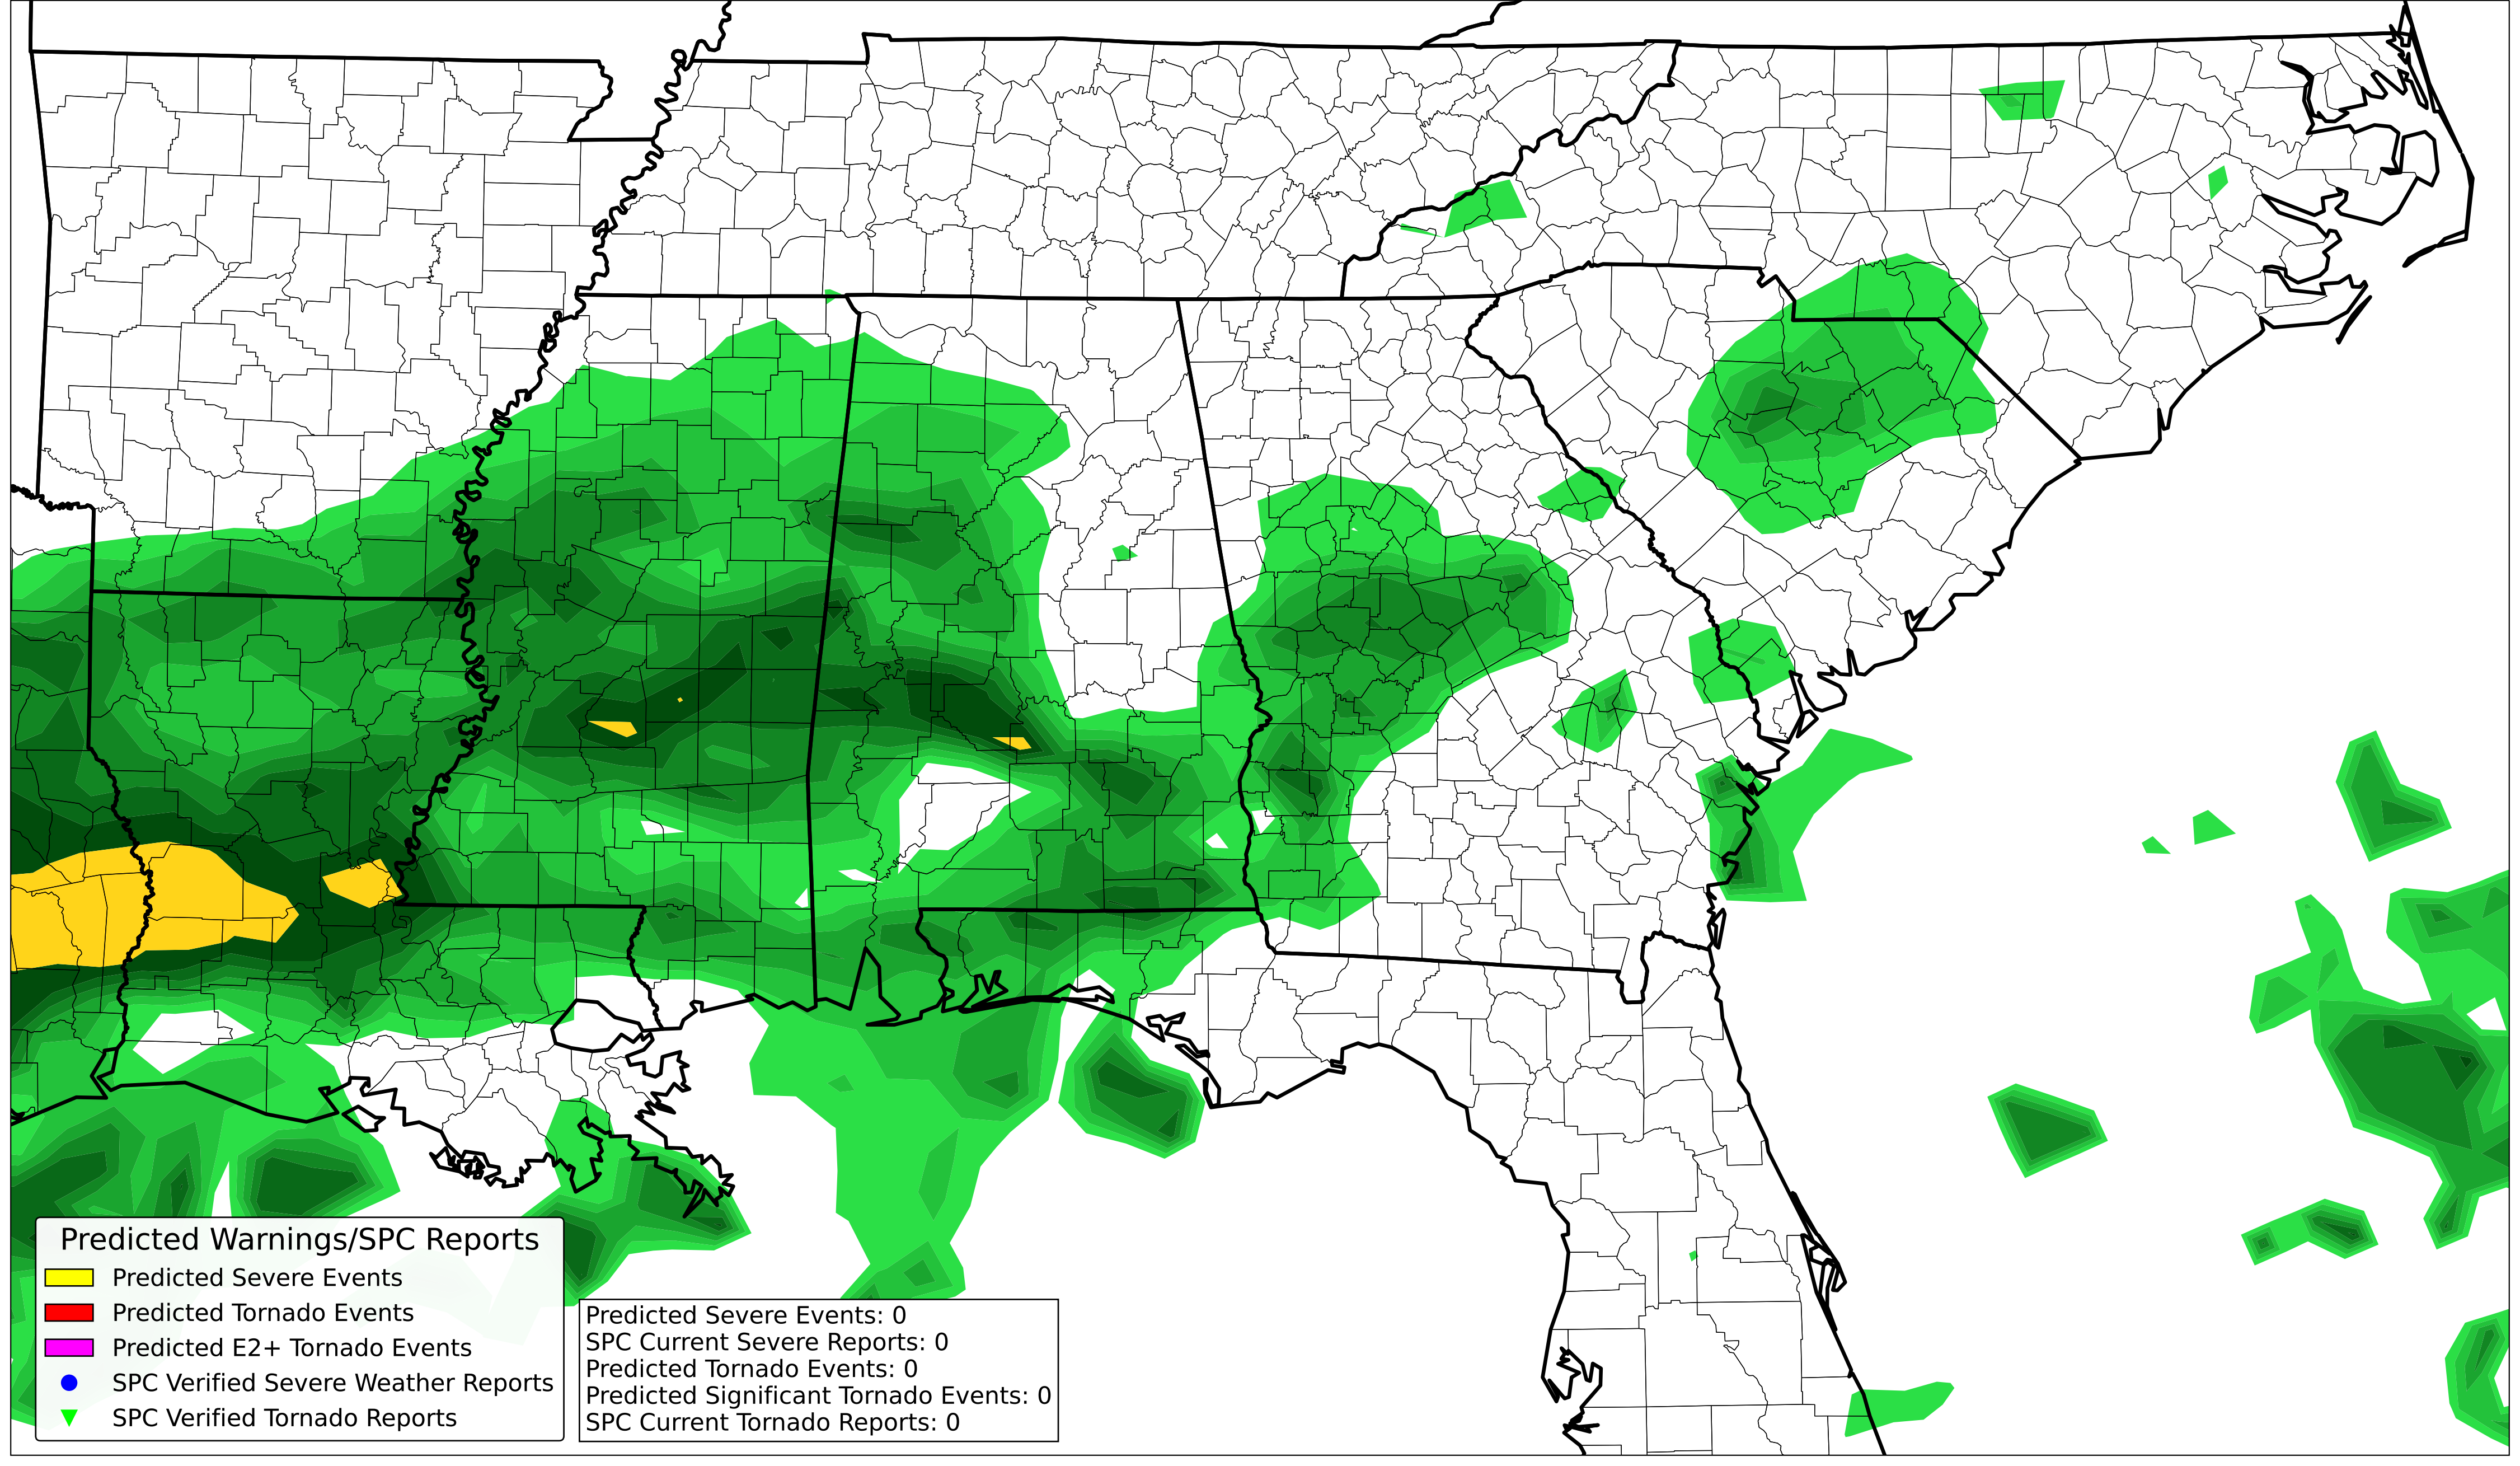 Predicted Warnings/SPC Reports
Predicted Severe Events
Predicted Tornado Events
Predicted E2+ Tornado Events
SPC Verified Severe Weather Reports
SPC Verified Tornado Reports
Predicted Severe Events: 0
SPC Current Severe Reports: 0
Predicted Tornado Events: 0
Predicted Significant Tornado Events: 0
SPC Current Tornado Reports: 0